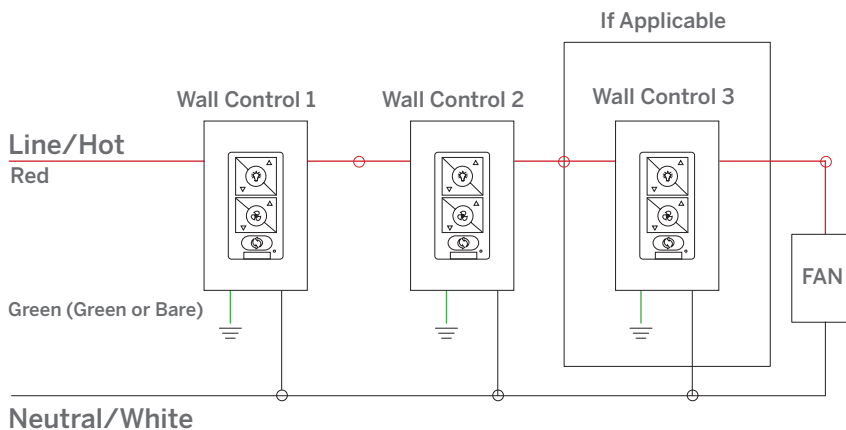 If Applicable
Wall Control 1
Wall Control 2
Wall Control 3
Line/Hot
Red
FAN
Green (Green or Bare)
Neutral/White